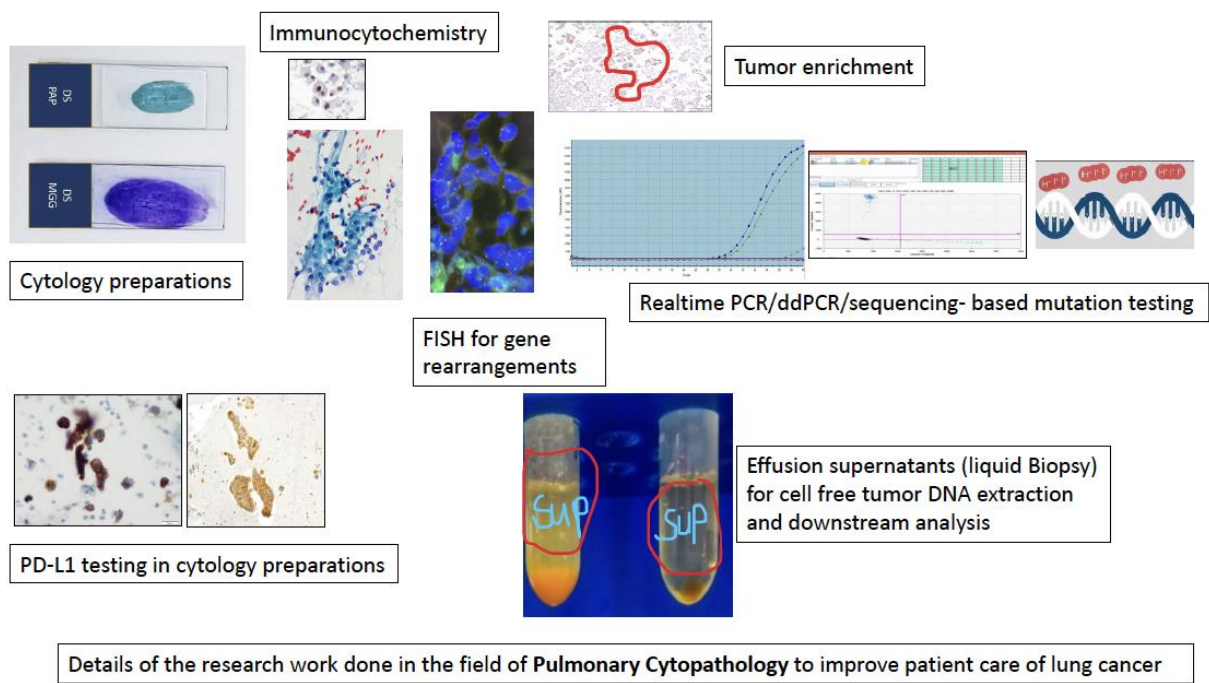 Immunocytochemistry
Tumor enrichment
DS
PAP
DS
MGG
Cytology preparations
Realtime PCR/ddPCR/sequencing- based mutation testing
FISH for gene
rearrangements
Sup
Sup
Effusion supernatants (liquid Biopsy)
for cell free tumor DNA extraction
and downstream analysis
PD-L1 testing in cytology preparations
Details of the research work done in the field of Pulmonary Cytopathology to improve patient care of lung cancer